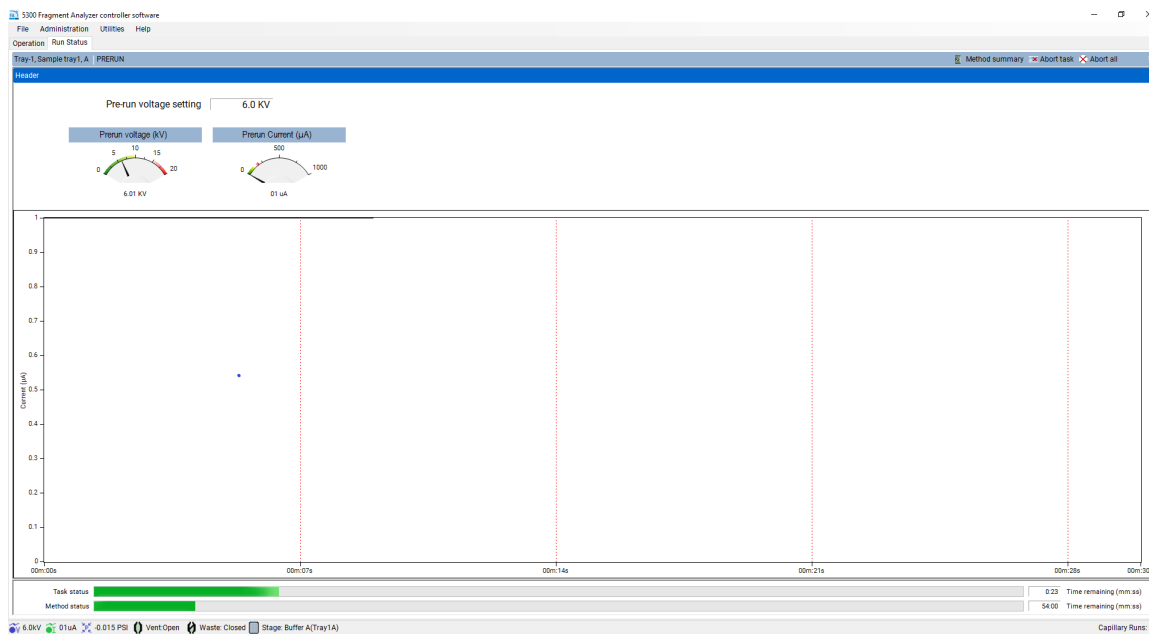 5300 Fragment Analyzer controller software
File Administration Utilities Help
Operation Run Status
Tray-1, Sample tray1, A PRERUN Method summary Abort task Abort all
Header
Pre-run voltage setting 6.0 KV
Prerun voltage (kV) Prerun Current (µA)
0 5 10 15 20 0 500 1000
6.01 KV 01 uA
Current (µA)
1
0.9
0.8
0.7
0.6
0.5
0.4
0.3
0.2
0.1
0
00m:00s 00m:07s 00m:14s 00m:21s 00m:28s 00m:30
Task status 0:23 Time remaining (mm:ss)
Method status 54:00 Time remaining (mm:ss)
6.0kV 01uA -0.015 PSI Vent:Open Waste: Closed Stage: Buffer A(Tray1A) Capillary Runs: